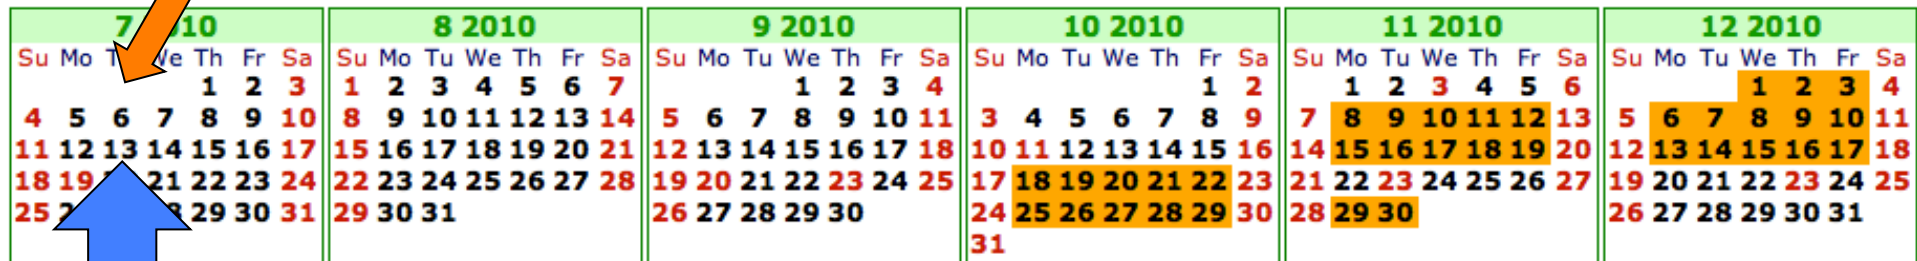 7 2010
Su Mo We Th Fr Sa
1 2 3
4 5 6 7 8 9 10
11 12 13 14 15 16 17
18 19 21 22 23 24
25 29 30 31
8 2010
Su Mo Tu We Th Fr Sa
1 2 3 4 5 6 7
8 9 10 11 12 13 14
15 16 17 18 19 20 21
22 23 24 25 26 27 28
29 30 31
9 2010
Su Mo Tu We Th Fr Sa
1 2 3 4
5 6 7 8 9 10 11
12 13 14 15 16 17 18
19 20 21 22 23 24 25
26 27 28 29 30
10 2010
Su Mo Tu We Th Fr Sa
1 2
3 4 5 6 7 8 9
10 11 12 13 14 15 16
17 18 19 20 21 22 23
24 25 26 27 28 29 30
31
11 2010
Su Mo Tu We Th Fr Sa
1 2 3 4 5 6
7 8 9 10 11 12 13
14 15 16 17 18 19 20
21 22 23 24 25 26 27
28 29 30
12 2010
Su Mo Tu We Th Fr Sa
1 2 3 4
5 6 7 8 9 10 11
12 13 14 15 16 17 18
19 20 21 22 23 24 25
26 27 28 29 30 31